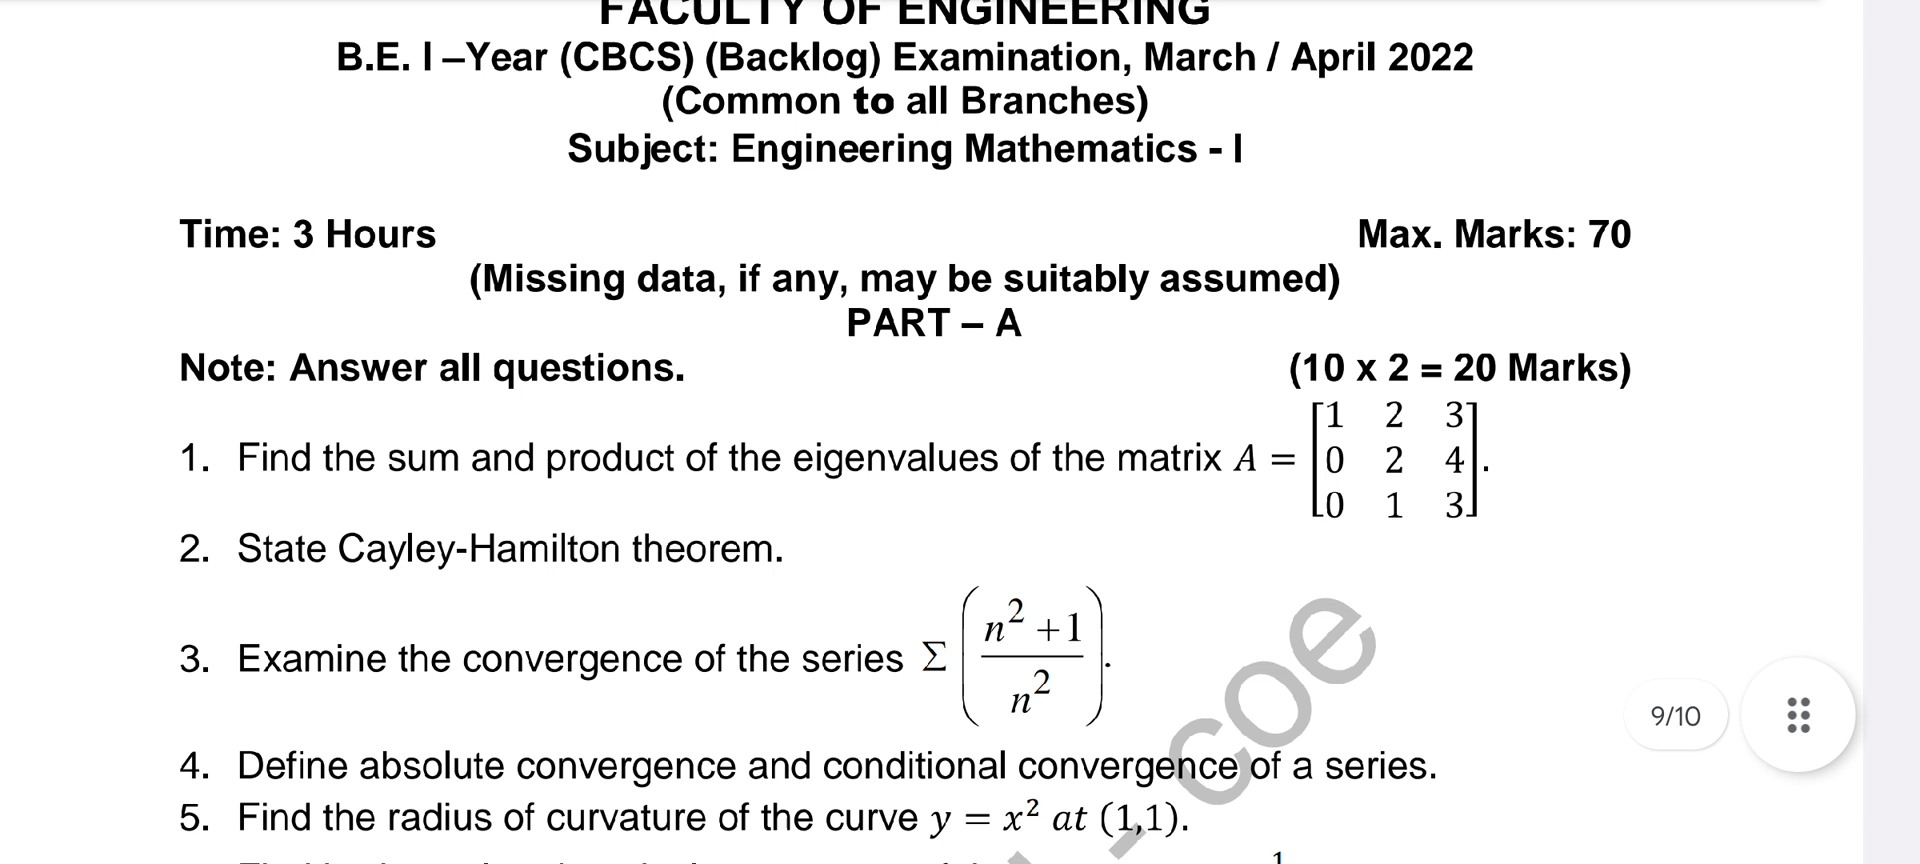 FACULTY OF ENGINEERING
B.E. I –Year (CBCS) (Backlog) Examination, March / April 2022
(Common to all Branches)
Subject: Engineering Mathematics - I
Time: 3 Hours Max. Marks: 70
(Missing data, if any, may be suitably assumed)
PART – A
Note: Answer all questions. (10 x 2 = 20 Marks)
1. Find the sum and product of the eigenvalues of the matrix A = [1 2 3
0 2 4
0 1 3].
2. State Cayley-Hamilton theorem.
3. Examine the convergence of the series Σ ((n² + 1) / n²).
4. Define absolute convergence and conditional convergence of a series.
5. Find the radius of curvature of the curve y = x² at (1,1).
coe
9/10